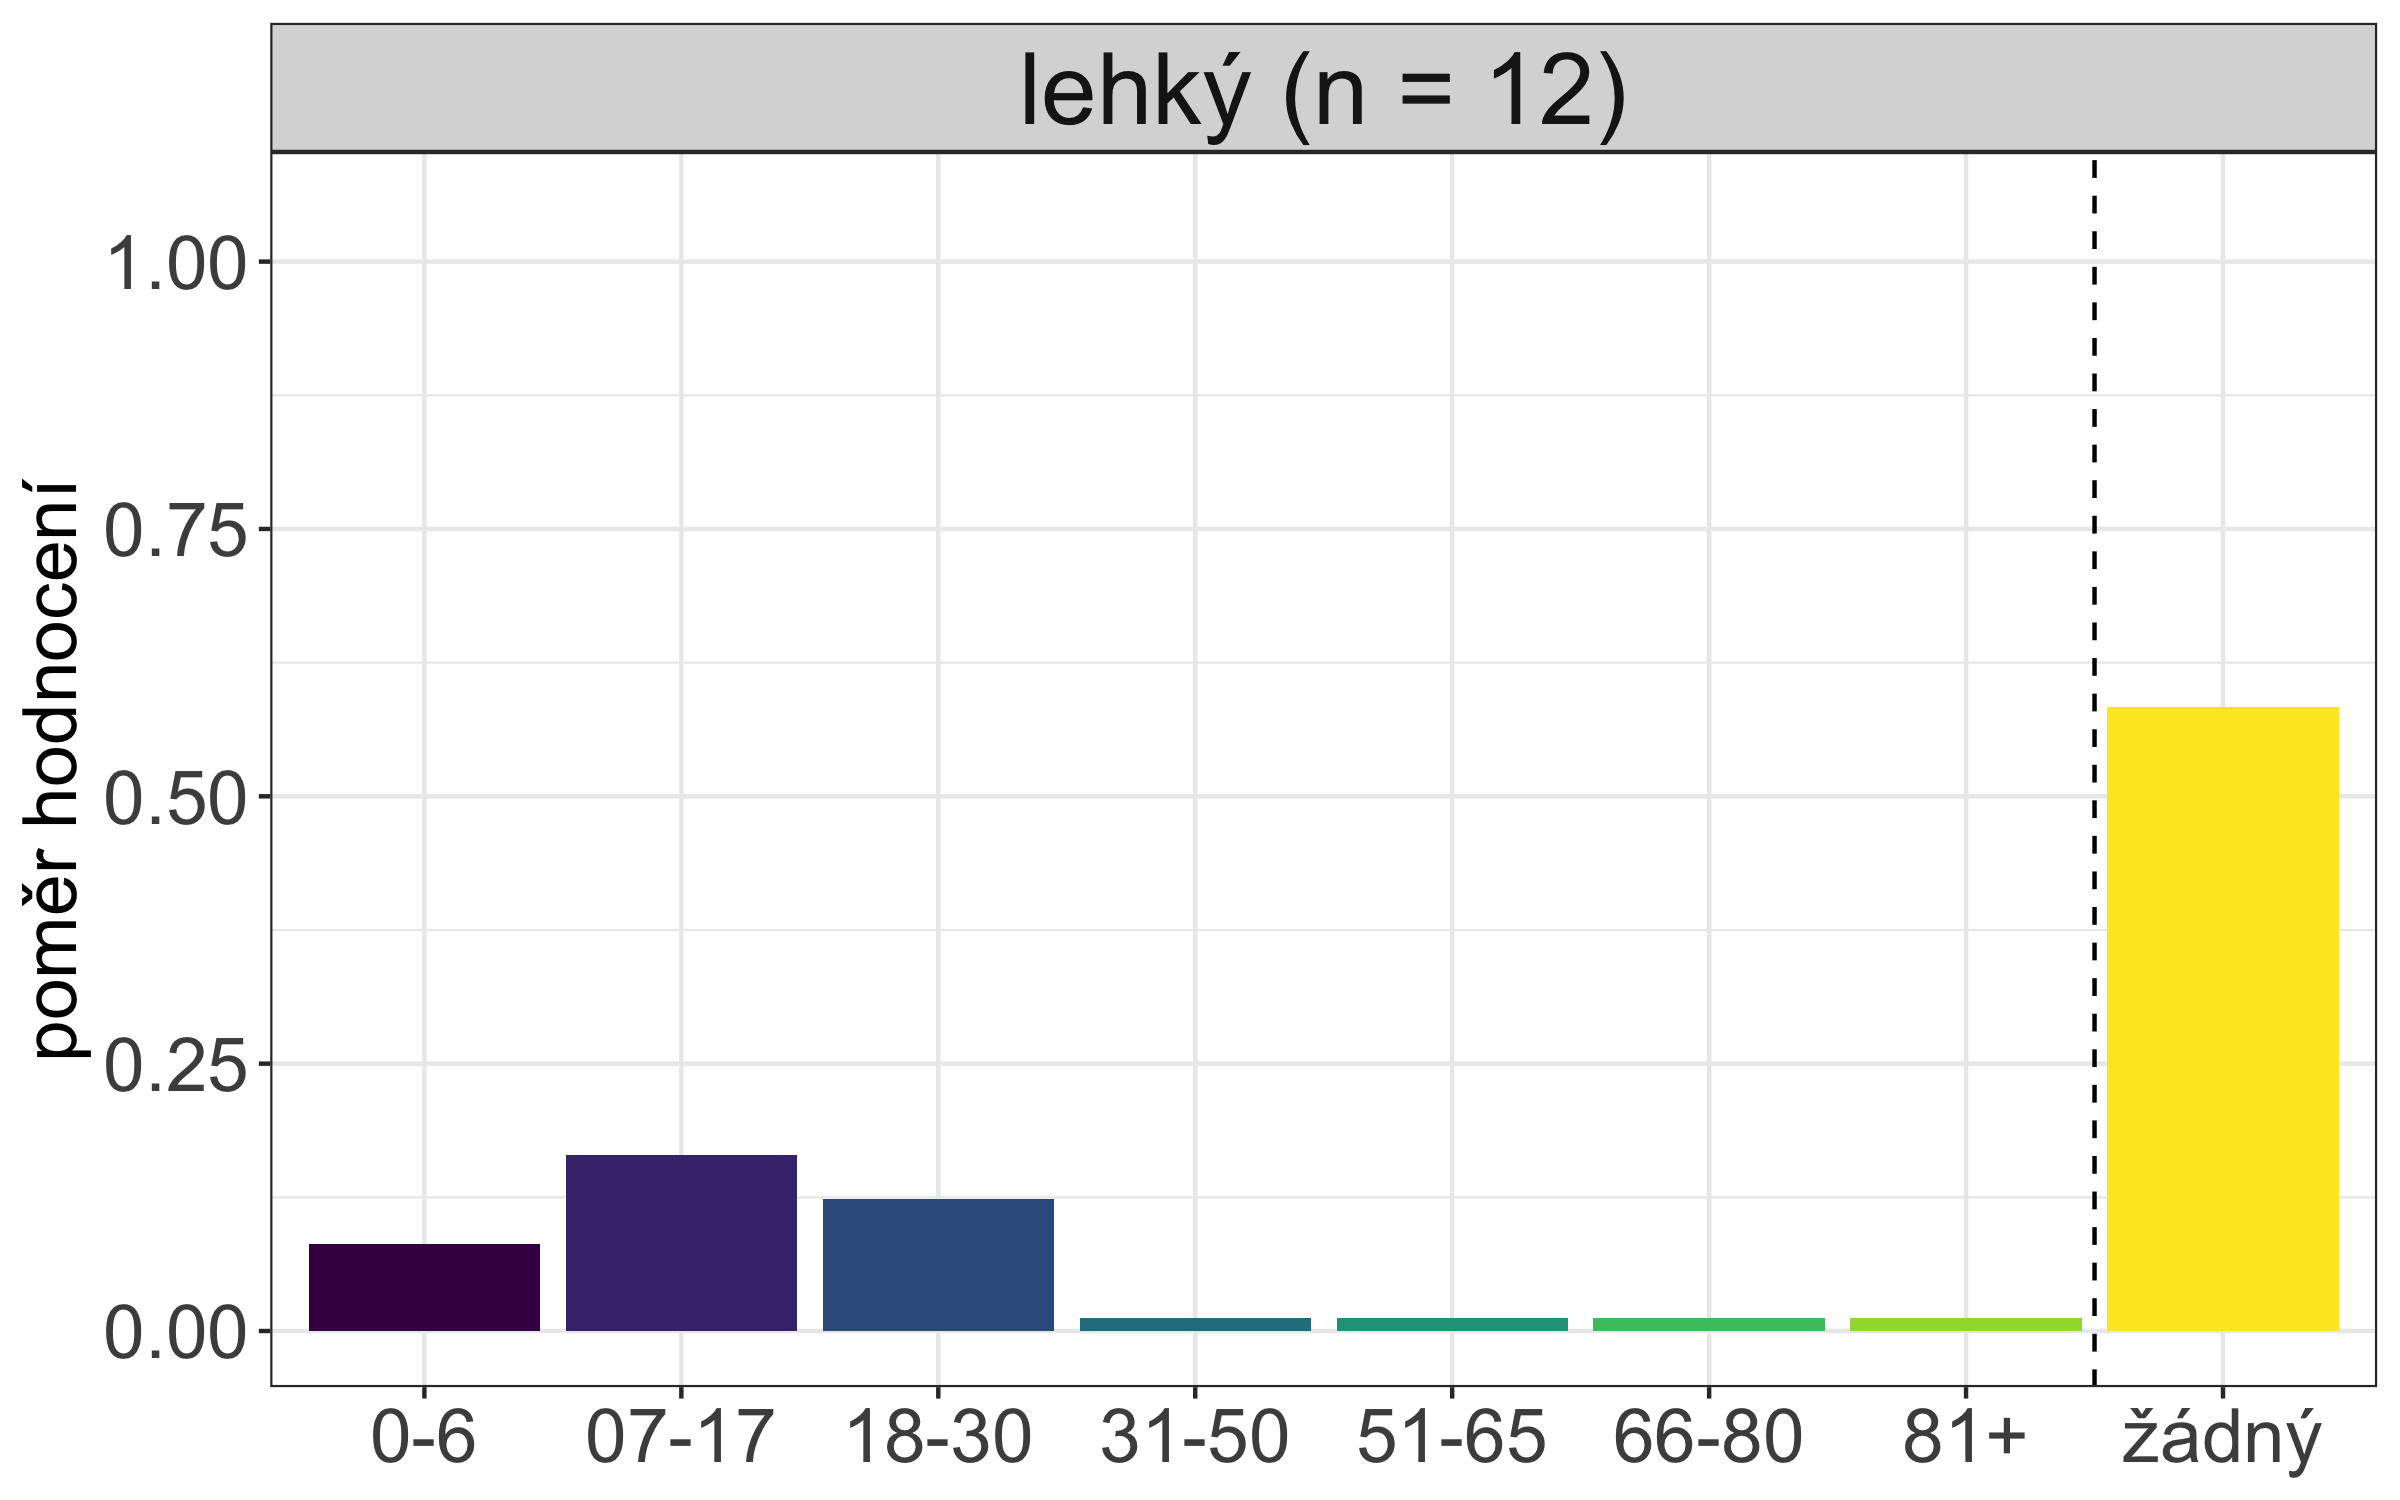 lehký (n = 12)
poměr hodnocení
1.00
0.75
0.50
0.25
0.00
0-6 07-17 18-30 31-50 51-65 66-80 81+ žádný